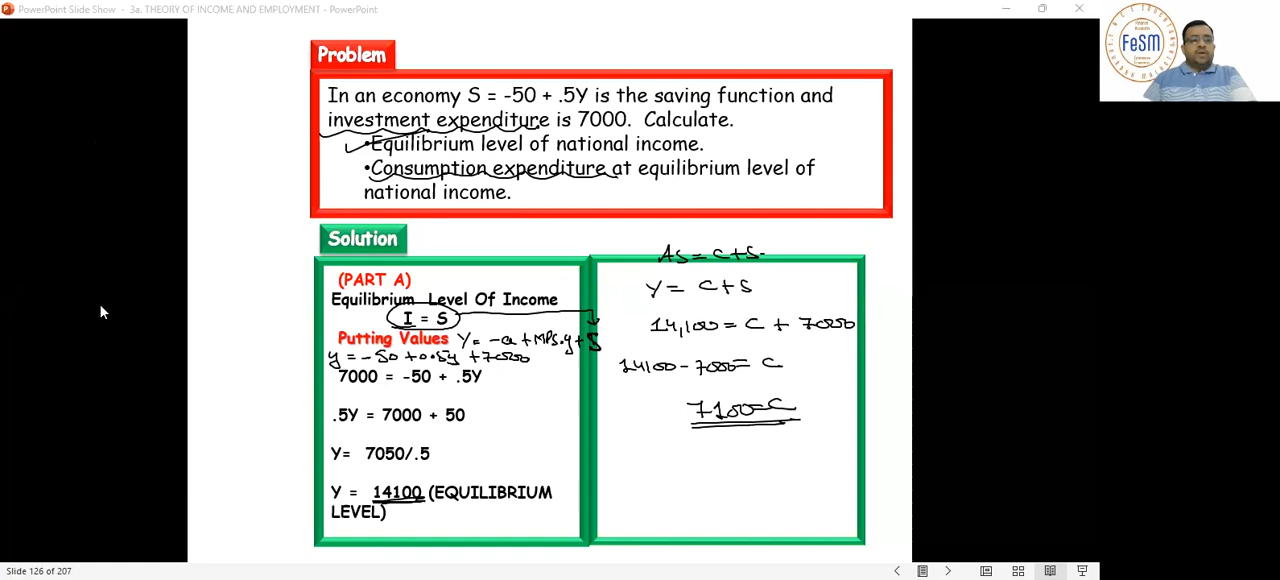 PowerPoint Slide Show - 3a. THEORY OF INCOME AND EMPLOYMENT - PowerPoint
FeSM
Problem
In an economy S = -50 + .5Y is the saving function and
investment expenditure is 7000. Calculate.
•Equilibrium level of national income.
•Consumption expenditure at equilibrium level of
national income.
Solution
(PART A)
Equilibrium Level Of Income
I = S
Putting Values Y = -a + MPS.y + S
y = -50 + 0.5y + 7000
7000 = -50 + .5Y
.5Y = 7000 + 50
Y= 7050/.5
Y = 14100 (EQUILIBRIUM
LEVEL)
AS = C+S
Y = C+S
14,100 = C + 7000
14100 - 7000 = C
7100=C
Slide 126 of 207